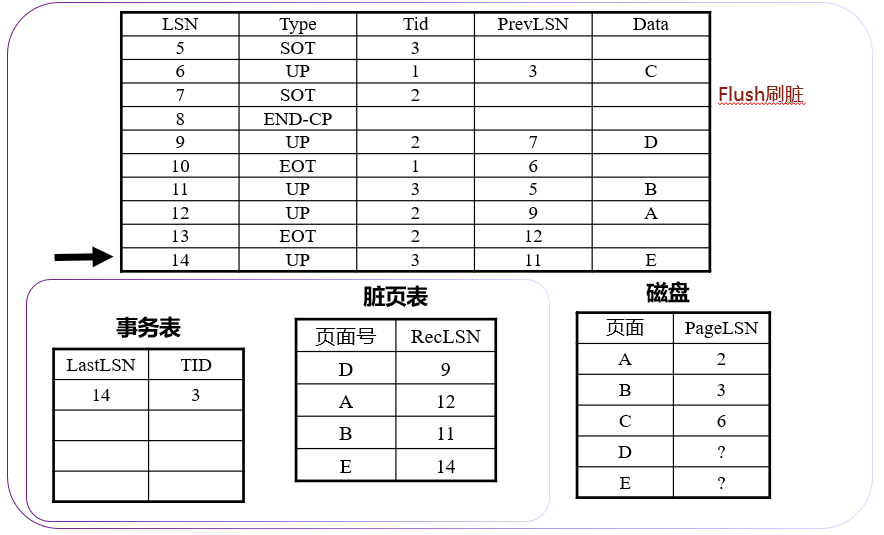 LSN Type Tid PrevLSN Data
5 SOT 3
6 UP 1 3 C
7 SOT 2
8 END-CP
9 UP 2 7 D
10 EOT 1 6
11 UP 3 5 B
12 UP 2 9 A
13 EOT 2 12
14 UP 3 11 E
Flush刷脏
事务表
LastLSN TID
14 3
脏页表
页面号 RecLSN
D 9
A 12
B 11
E 14
磁盘
页面 PageLSN
A 2
B 3
C 6
D ?
E ?